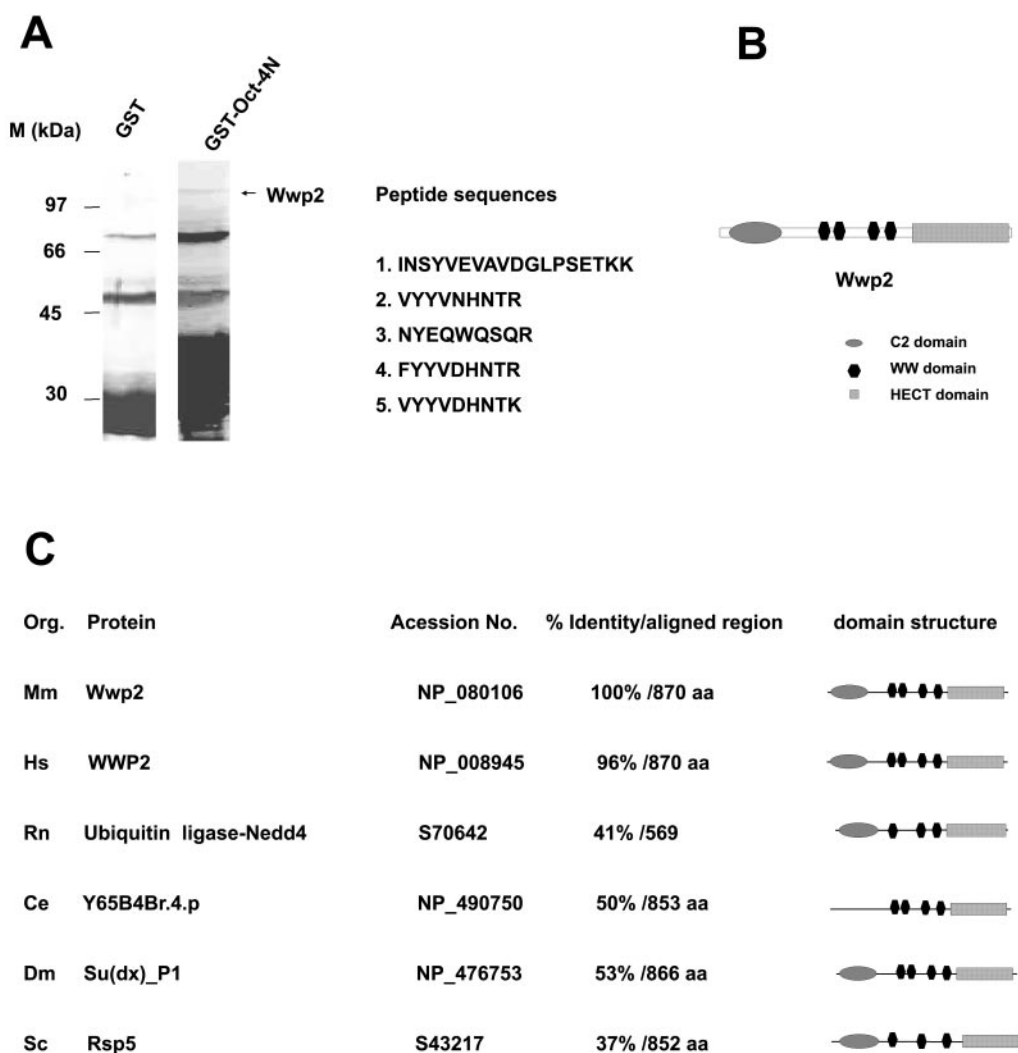 A
B
GST
GST-Oct-4N
M (kDa)
Wwp2
97
66
45
30
Peptide sequences
1. INSYVEVAVDGLPSETKK
2. VYYVNHNTR
3. NYEQWQSQR
4. FYYVDHNTR
5. VYYVDHNTK
Wwp2
C2 domain
WW domain
HECT domain
C
Org. Protein Acession No. % Identity/aligned region domain structure
Mm Wwp2 NP_080106 100% /870 aa
Hs WWP2 NP_008945 96% /870 aa
Rn Ubiquitin ligase-Nedd4 S70642 41% /569
Ce Y65B4Br.4.p NP_490750 50% /853 aa
Dm Su(dx)_P1 NP_476753 53% /866 aa
Sc Rsp5 S43217 37% /852 aa